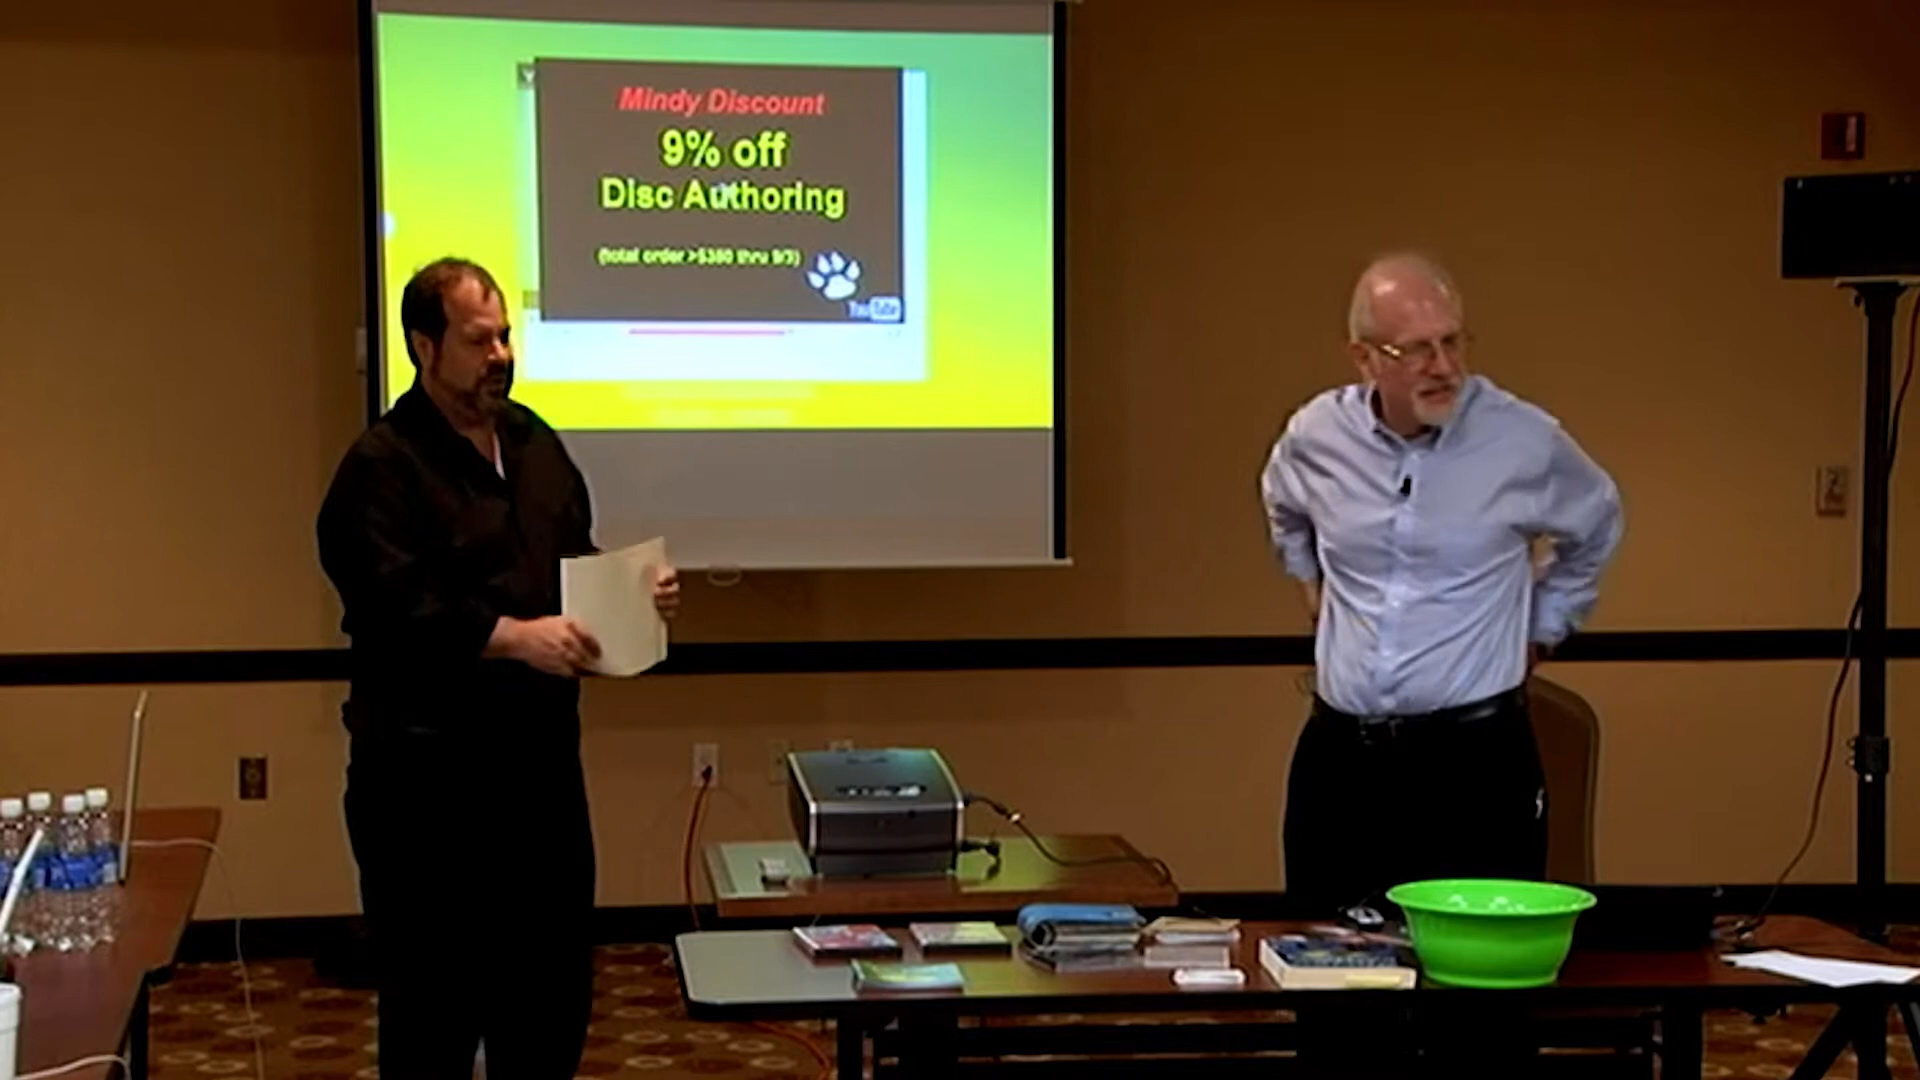 Mindy Discount
9% off
Disc Authoring
(total order >$380 thru 9/3)
YouTube